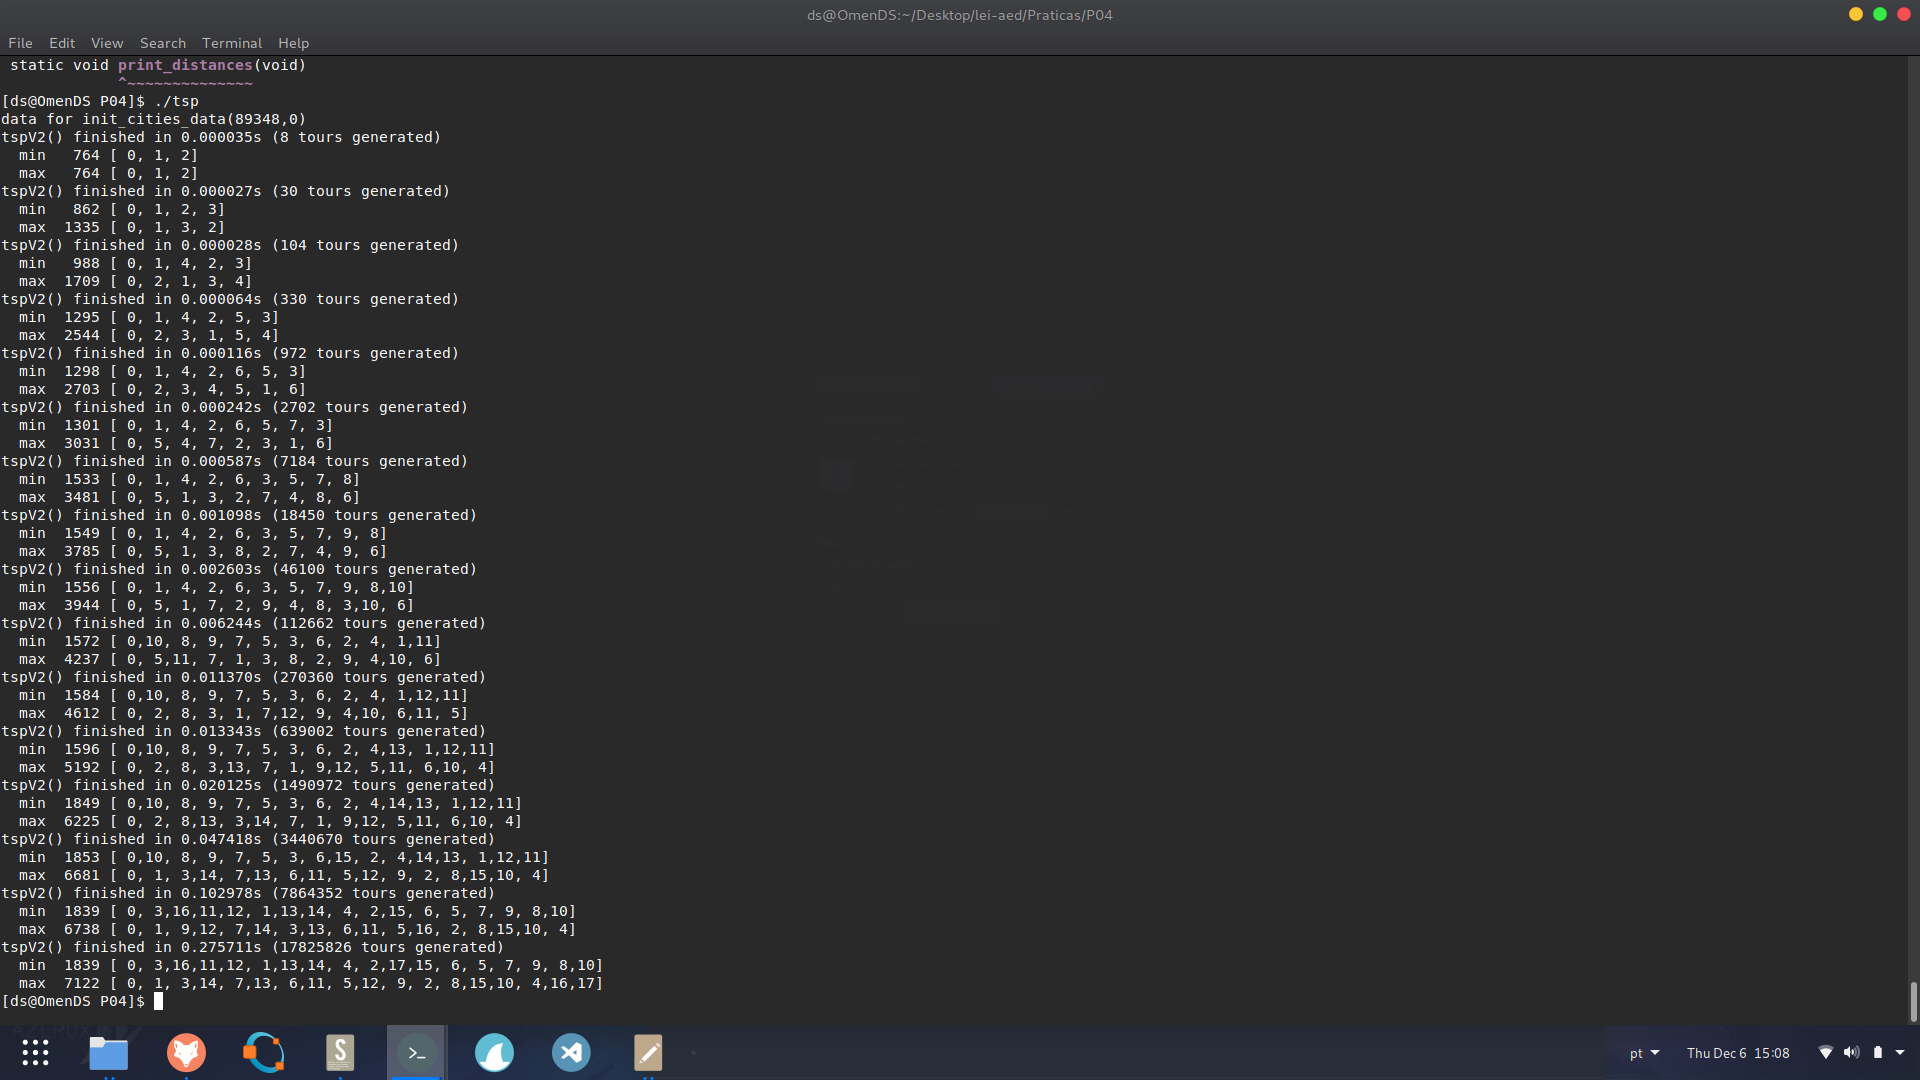 ds@OmenDS:~/Desktop/lei-aed/Praticas/P04
File Edit View Search Terminal Help
 static void print_distances(void)
             ^~~~~~~~~~~~~~~
[ds@OmenDS P04]$ ./tsp
data for init_cities_data(89348,0)
tspV2() finished in 0.000035s (8 tours generated)
  min   764 [ 0, 1, 2]
  max   764 [ 0, 1, 2]
tspV2() finished in 0.000027s (30 tours generated)
  min   862 [ 0, 1, 2, 3]
  max  1335 [ 0, 1, 3, 2]
tspV2() finished in 0.000028s (104 tours generated)
  min   988 [ 0, 1, 4, 2, 3]
  max  1709 [ 0, 2, 1, 3, 4]
tspV2() finished in 0.000064s (330 tours generated)
  min  1295 [ 0, 1, 4, 2, 5, 3]
  max  2544 [ 0, 2, 3, 1, 5, 4]
tspV2() finished in 0.000116s (972 tours generated)
  min  1298 [ 0, 1, 4, 2, 6, 5, 3]
  max  2703 [ 0, 2, 3, 4, 5, 1, 6]
tspV2() finished in 0.000242s (2702 tours generated)
  min  1301 [ 0, 1, 4, 2, 6, 5, 7, 3]
  max  3031 [ 0, 5, 4, 7, 2, 3, 1, 6]
tspV2() finished in 0.000587s (7184 tours generated)
  min  1533 [ 0, 1, 4, 2, 6, 3, 5, 7, 8]
  max  3481 [ 0, 5, 1, 3, 2, 7, 4, 8, 6]
tspV2() finished in 0.001098s (18450 tours generated)
  min  1549 [ 0, 1, 4, 2, 6, 3, 5, 7, 9, 8]
  max  3785 [ 0, 5, 1, 3, 8, 2, 7, 4, 9, 6]
tspV2() finished in 0.002603s (46100 tours generated)
  min  1556 [ 0, 1, 4, 2, 6, 3, 5, 7, 9, 8,10]
  max  3944 [ 0, 5, 1, 7, 2, 9, 4, 8, 3,10, 6]
tspV2() finished in 0.006244s (112662 tours generated)
  min  1572 [ 0,10, 8, 9, 7, 5, 3, 6, 2, 4, 1,11]
  max  4237 [ 0, 5,11, 7, 1, 3, 8, 2, 9, 4,10, 6]
tspV2() finished in 0.011370s (270360 tours generated)
  min  1584 [ 0,10, 8, 9, 7, 5, 3, 6, 2, 4, 1,12,11]
  max  4612 [ 0, 2, 8, 3, 1, 7,12, 9, 4,10, 6,11, 5]
tspV2() finished in 0.013343s (639002 tours generated)
  min  1596 [ 0,10, 8, 9, 7, 5, 3, 6, 2, 4,13, 1,12,11]
  max  5192 [ 0, 2, 8, 3,13, 7, 1, 9,12, 5,11, 6,10, 4]
tspV2() finished in 0.020125s (1490972 tours generated)
  min  1849 [ 0,10, 8, 9, 7, 5, 3, 6, 2, 4,14,13, 1,12,11]
  max  6225 [ 0, 2, 8,13, 3,14, 7, 1, 9,12, 5,11, 6,10, 4]
tspV2() finished in 0.047418s (3440670 tours generated)
  min  1853 [ 0,10, 8, 9, 7, 5, 3, 6,15, 2, 4,14,13, 1,12,11]
  max  6681 [ 0, 1, 3,14, 7,13, 6,11, 5,12, 9, 2, 8,15,10, 4]
tspV2() finished in 0.102978s (7864352 tours generated)
  min  1839 [ 0, 3,16,11,12, 1,13,14, 4, 2,15, 6, 5, 7, 9, 8,10]
  max  6738 [ 0, 1, 9,12, 7,14, 3,13, 6,11, 5,16, 2, 8,15,10, 4]
tspV2() finished in 0.275711s (17825826 tours generated)
  min  1839 [ 0, 3,16,11,12, 1,13,14, 4, 2,17,15, 6, 5, 7, 9, 8,10]
  max  7122 [ 0, 1, 3,14, 7,13, 6,11, 5,12, 9, 2, 8,15,10, 4,16,17]
[ds@OmenDS P04]$
pt Thu Dec 6 15:08